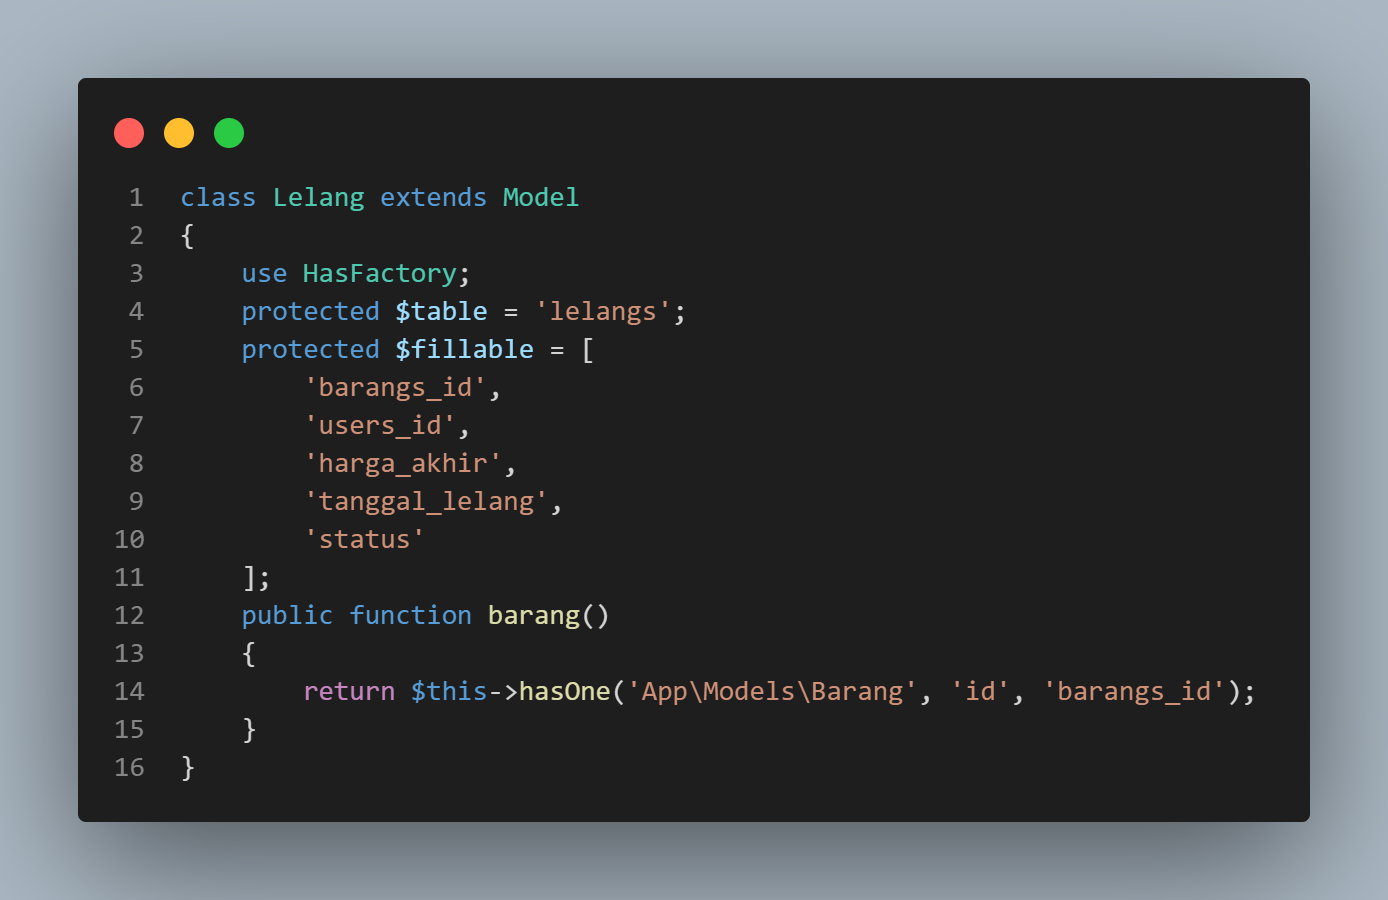 1 class Lelang extends Model
2 {
3     use HasFactory;
4     protected $table = 'lelangs';
5     protected $fillable = [
6         'barangs_id',
7         'users_id',
8         'harga_akhir',
9         'tanggal_lelang',
10         'status'
11     ];
12     public function barang()
13     {
14         return $this->hasOne('App\Models\Barang', 'id', 'barangs_id');
15     }
16 }